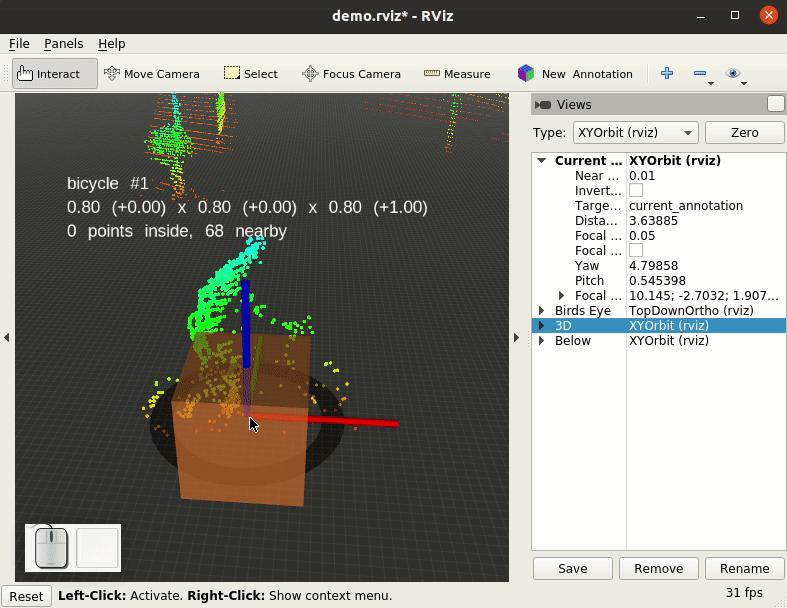 demo.rviz* - RViz
File Panels Help
Interact Move Camera Select Focus Camera Measure New Annotation
Views
Type: XYOrbit (rviz) Zero
Current ... XYOrbit (rviz)
Near ... 0.01
Invert...
Targe... current_annotation
Dista... 3.63885
Focal ... 0.05
Focal ...
Yaw 4.79858
Pitch 0.545398
Focal ... 10.145; -2.7032; 1.907...
Birds Eye TopDownOrtho (rviz)
3D XYOrbit (rviz)
Below XYOrbit (rviz)
bicycle #1
0.80 (+0.00) x 0.80 (+0.00) x 0.80 (+1.00)
0 points inside, 68 nearby
Save Remove Rename
Reset Left-Click: Activate. Right-Click: Show context menu. 31 fps